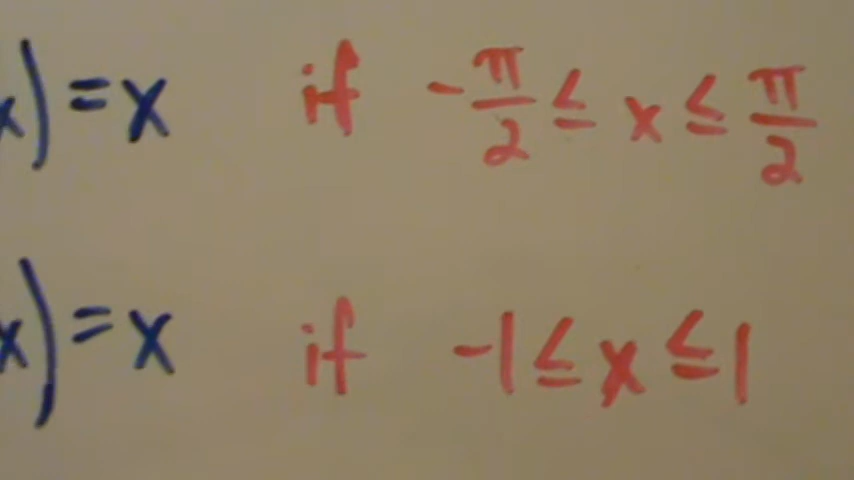 x) = x if -π/2 ≤ x ≤ π/2
x) = x if -1 ≤ x ≤ 1